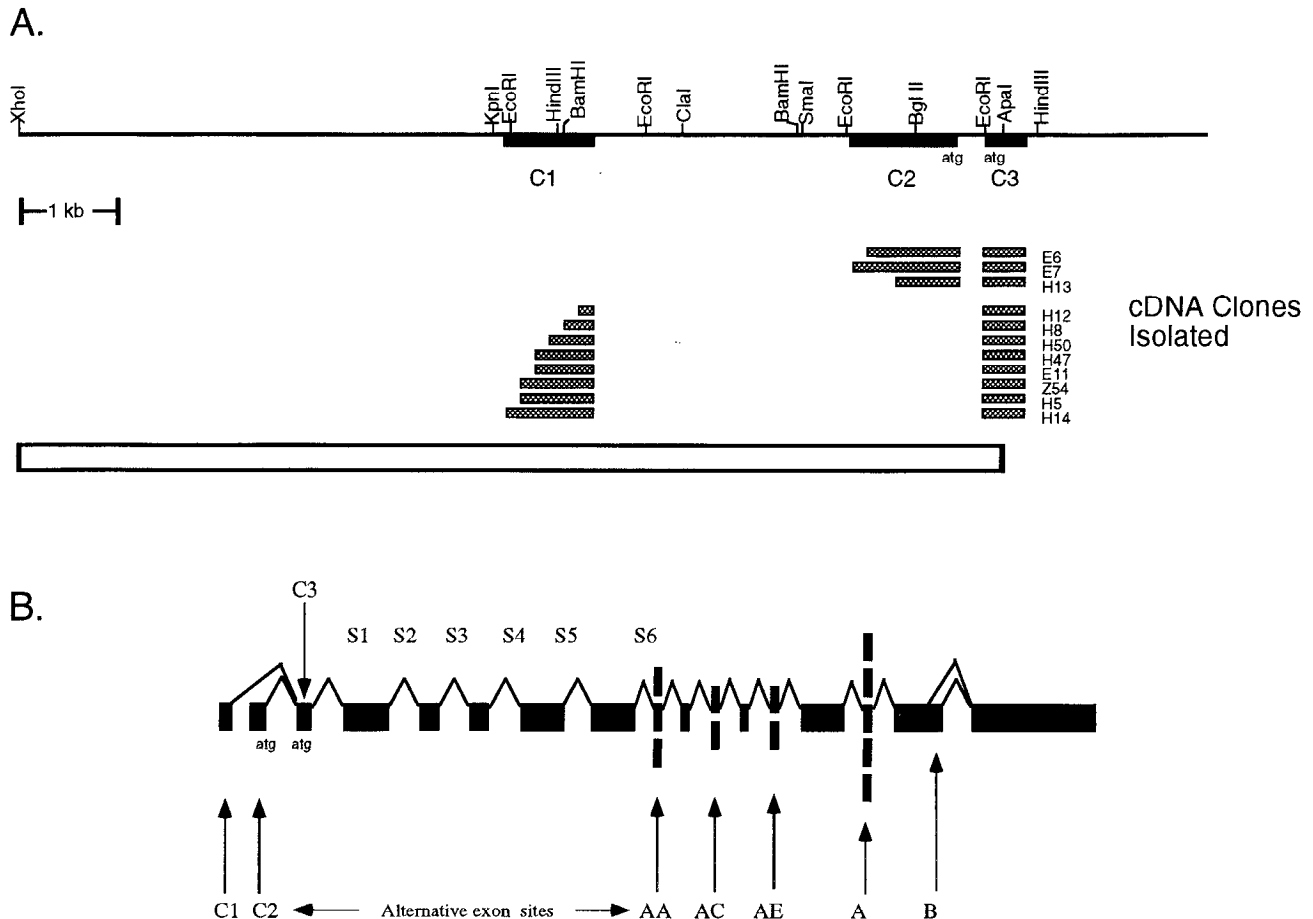 A.
XhoI
KpnI
EcoRI
HindIII
BamHI
EcoRI
ClaI
BamHI
SmaI
EcoRI
Bgl II
EcoRI
ApaI
HindIII
atg
atg
C1
C2
C3
1 kb
E6
E7
H13
H12
H8
H50
H47
E11
Z54
H5
H14
cDNA Clones
Isolated
B.
C3
S1 S2 S3 S4 S5 S6
atg
atg
C1 C2 Alternative exon sites AA AC AE A B